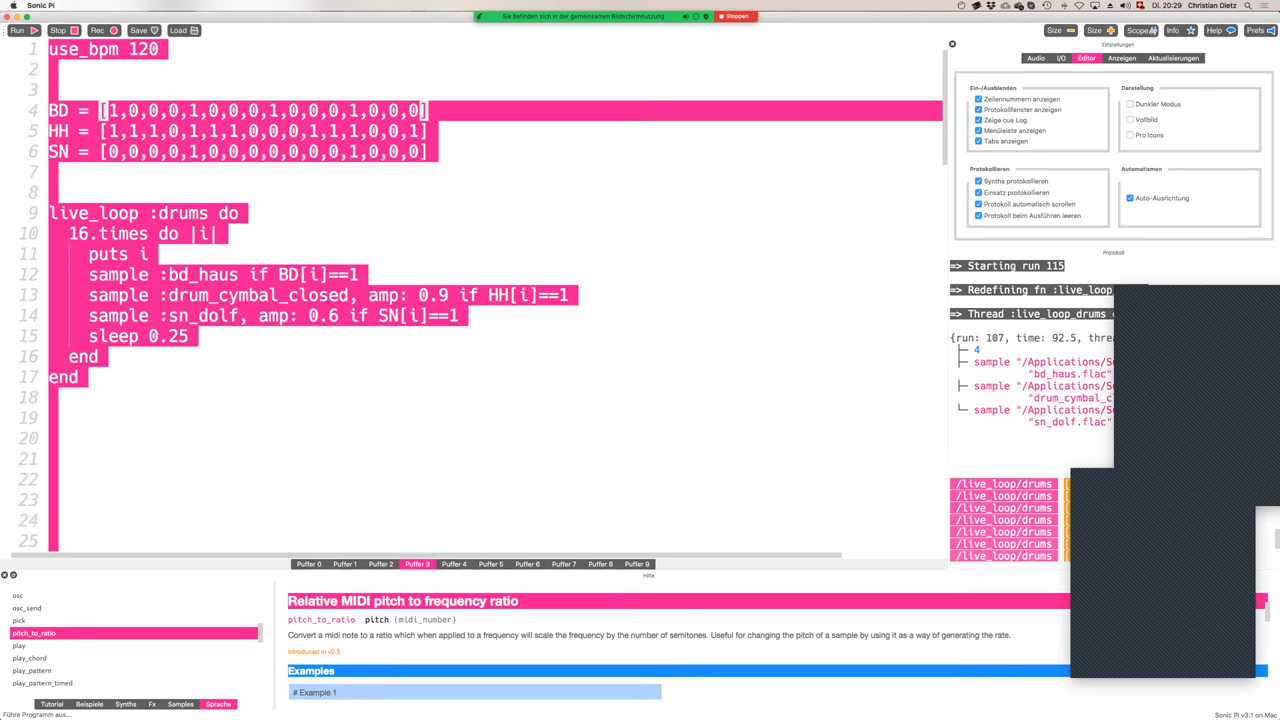 Sonic Pi
Di. 20:29 Christian Dietz
Sonic Pi
Sie befinden sich in der gemeinsamen Bildschirmnutzung
Stoppen
Run Stop Rec Save Load Size Size Scope Info Help Prefs
1 use_bpm 120
2
3
4 BD = [1,0,0,0,1,0,0,0,1,0,0,0,1,0,0,0]
5 HH = [1,1,1,0,1,1,1,0,0,0,1,1,1,0,0,1]
6 SN = [0,0,0,0,1,0,0,0,0,0,0,0,1,0,0,0]
7
8
9 live_loop :drums do
10 16.times do |i|
11 puts i
12 sample :bd_haus if BD[i]==1
13 sample :drum_cymbal_closed, amp: 0.9 if HH[i]==1
14 sample :sn_dolf, amp: 0.6 if SN[i]==1
15 sleep 0.25
16 end
17 end
18
19
20
21
22
23
24
25
Einstellungen
Audio I/O Editor Anzeigen Aktualisierungen
Ein-/Ausblenden
Zeilennummern anzeigen
Protokollfenster anzeigen
Zeige cue Log
Menüleiste anzeigen
Tabs anzeigen
Darstellung
Dunkler Modus
Vollbild
Pro Icons
Protokollieren
Synths protokollieren
Einsatz protokollieren
Protokoll automatisch scrollen
Protokoll beim Ausführen leeren
Automatismen
Auto-Ausrichtung
Protokoll
=> Starting run 115
=> Redefining fn :live_loop_
=> Thread :live_loop_drums
{run: 107, time: 92.5, threa
4
sample "/Applications/So
"bd_haus.flac"
sample "/Applications/So
"drum_cymbal_c
sample "/Applications/So
"sn_dolf.flac"
/live_loop/drums
/live_loop/drums
/live_loop/drums
/live_loop/drums
/live_loop/drums
/live_loop/drums
/live_loop/drums
Puffer 0 Puffer 1 Puffer 2 Puffer 3 Puffer 4 Puffer 5 Puffer 6 Puffer 7 Puffer 8 Puffer 9
Hilfe
osc
osc_send
pick
pitch_to_ratio
play
play_chord
play_pattern
play_pattern_timed
Tutorial Beispiele Synths Fx Samples Sprache
Relative MIDI pitch to frequency ratio
pitch_to_ratio pitch (midi_number)
Convert a midi note to a ratio which when applied to a frequency will scale the frequency by the number of semitones. Useful for changing the pitch of a sample by using it as a way of generating the rate.
Introduced in v2.5
Examples
# Example 1
Führe Programm aus...
Sonic Pi v3.1 on Mac